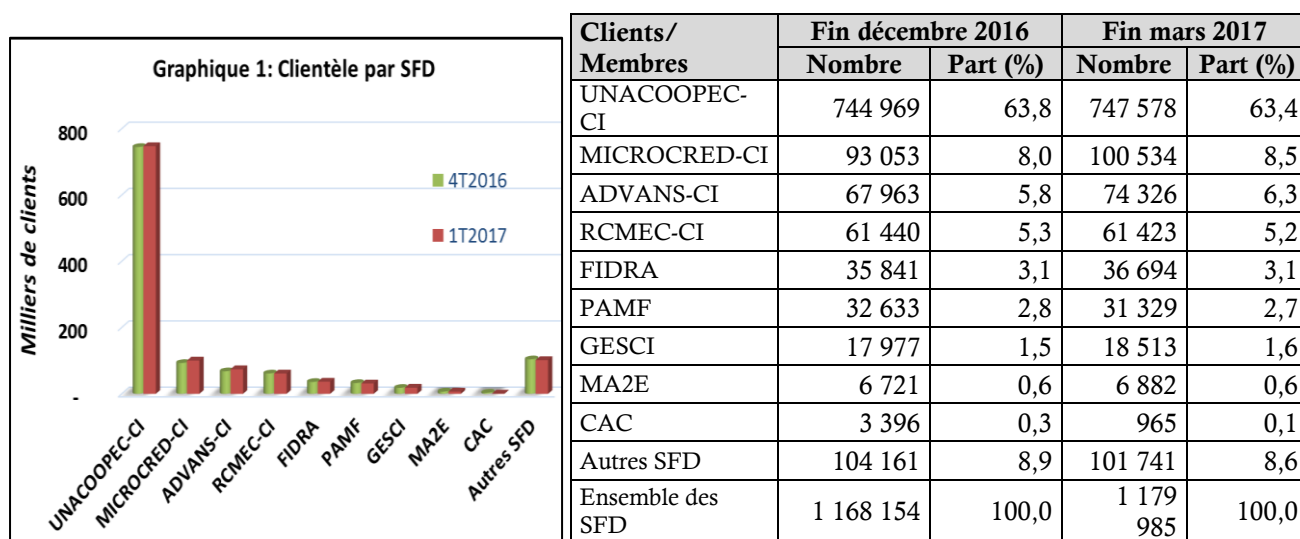 Graphique 1: Clientèle par SFD
Milliers de clients
800
600
400
200
-
4T2016
1T2017
UNACOOPEC-CI
MICROCRED-CI
ADVANS-CI
RCMEC-CI
FIDRA
PAMF
GESCI
MA2E
CAC
Autres SFD
Clients/ Fin décembre 2016 Fin mars 2017
Membres Nombre Part (%) Nombre Part (%)
UNACOOPEC-
CI 744 969 63,8 747 578 63,4
MICROCRED-CI 93 053 8,0 100 534 8,5
ADVANS-CI 67 963 5,8 74 326 6,3
RCMEC-CI 61 440 5,3 61 423 5,2
FIDRA 35 841 3,1 36 694 3,1
PAMF 32 633 2,8 31 329 2,7
GESCI 17 977 1,5 18 513 1,6
MA2E 6 721 0,6 6 882 0,6
CAC 3 396 0,3 965 0,1
Autres SFD 104 161 8,9 101 741 8,6
Ensemble des
SFD 1 168 154 100,0 1 179
985 100,0